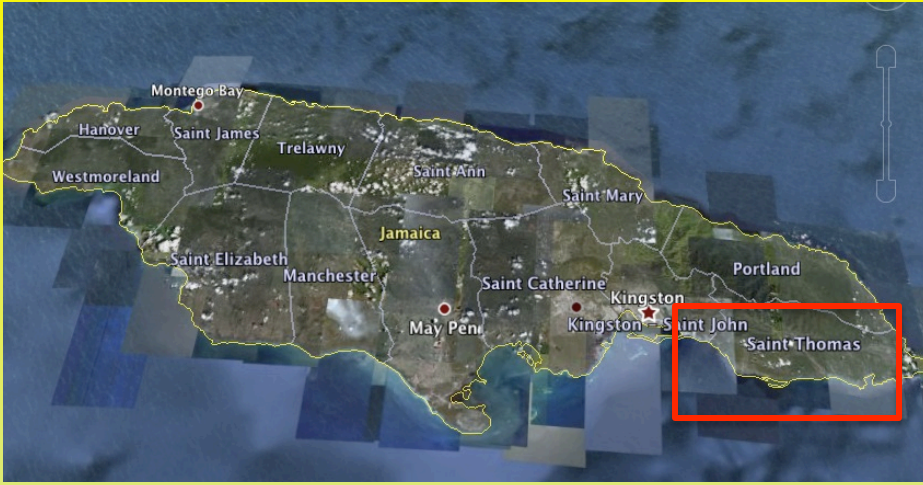 Montego Bay
Hanover
Saint James
Trelawny
Westmoreland
Saint Ann
Saint Mary
Jamaica
Saint Elizabeth
Manchester
Saint Catherine
Portland
Kingston
May Pen
Kingston
Saint John
Saint Thomas